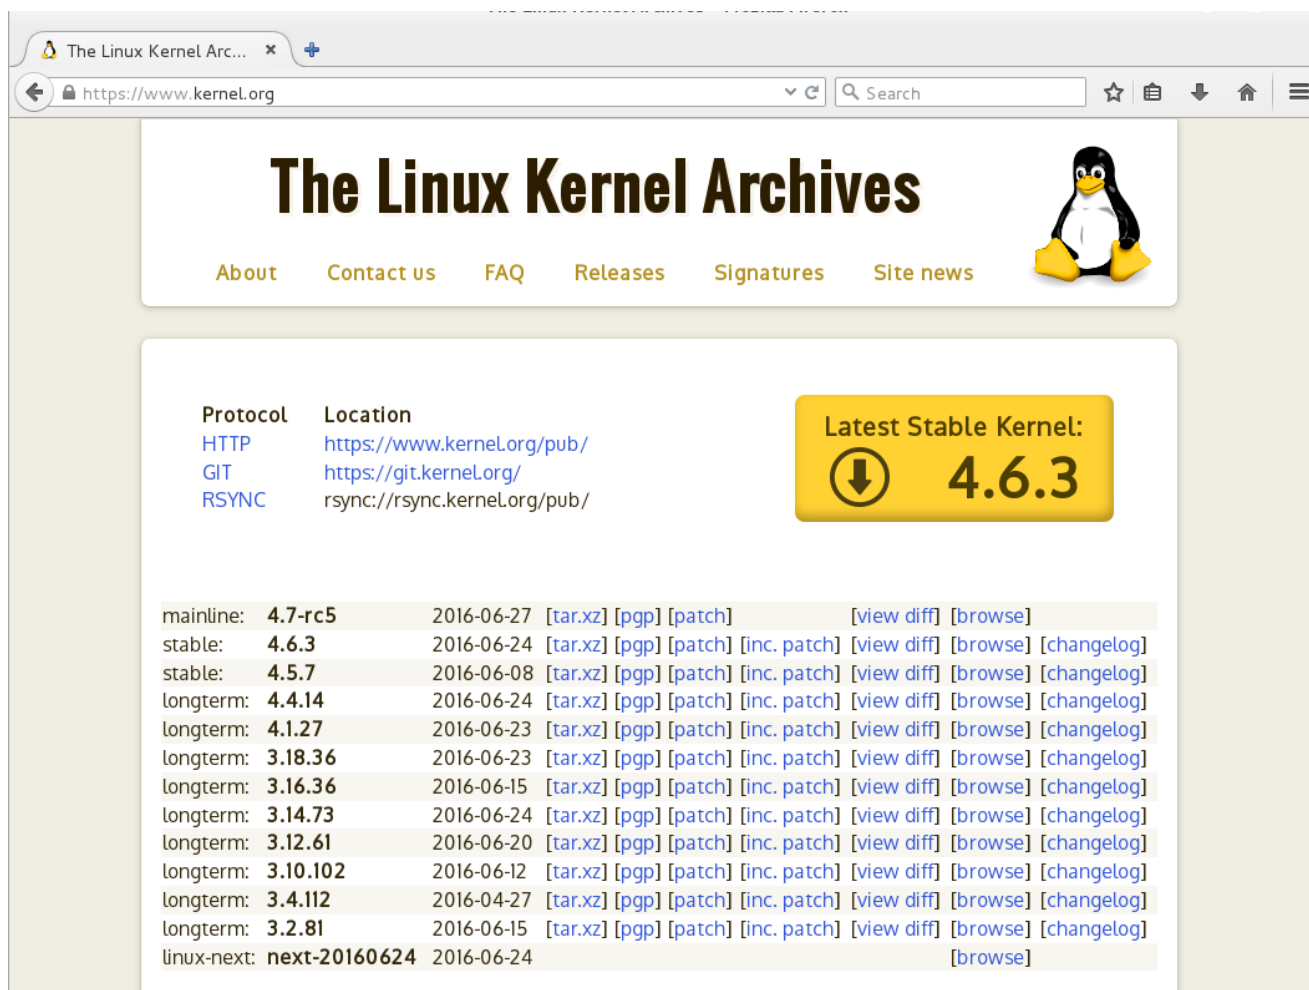 The Linux Kernel Arc...
https://www.kernel.org
Search
The Linux Kernel Archives
About Contact us FAQ Releases Signatures Site news
Protocol Location
HTTP https://www.kernel.org/pub/
GIT https://git.kernel.org/
RSYNC rsync://rsync.kernel.org/pub/
Latest Stable Kernel:
4.6.3
mainline: 4.7-rc5 2016-06-27 [tar.xz] [pgp] [patch] [view diff] [browse]
stable: 4.6.3 2016-06-24 [tar.xz] [pgp] [patch] [inc. patch] [view diff] [browse] [changelog]
stable: 4.5.7 2016-06-08 [tar.xz] [pgp] [patch] [inc. patch] [view diff] [browse] [changelog]
longterm: 4.4.14 2016-06-24 [tar.xz] [pgp] [patch] [inc. patch] [view diff] [browse] [changelog]
longterm: 4.1.27 2016-06-23 [tar.xz] [pgp] [patch] [inc. patch] [view diff] [browse] [changelog]
longterm: 3.18.36 2016-06-23 [tar.xz] [pgp] [patch] [inc. patch] [view diff] [browse] [changelog]
longterm: 3.16.36 2016-06-15 [tar.xz] [pgp] [patch] [inc. patch] [view diff] [browse] [changelog]
longterm: 3.14.73 2016-06-24 [tar.xz] [pgp] [patch] [inc. patch] [view diff] [browse] [changelog]
longterm: 3.12.61 2016-06-20 [tar.xz] [pgp] [patch] [inc. patch] [view diff] [browse] [changelog]
longterm: 3.10.102 2016-06-12 [tar.xz] [pgp] [patch] [inc. patch] [view diff] [browse] [changelog]
longterm: 3.4.112 2016-04-27 [tar.xz] [pgp] [patch] [inc. patch] [view diff] [browse] [changelog]
longterm: 3.2.81 2016-06-15 [tar.xz] [pgp] [patch] [inc. patch] [view diff] [browse] [changelog]
linux-next: next-20160624 2016-06-24 [browse]